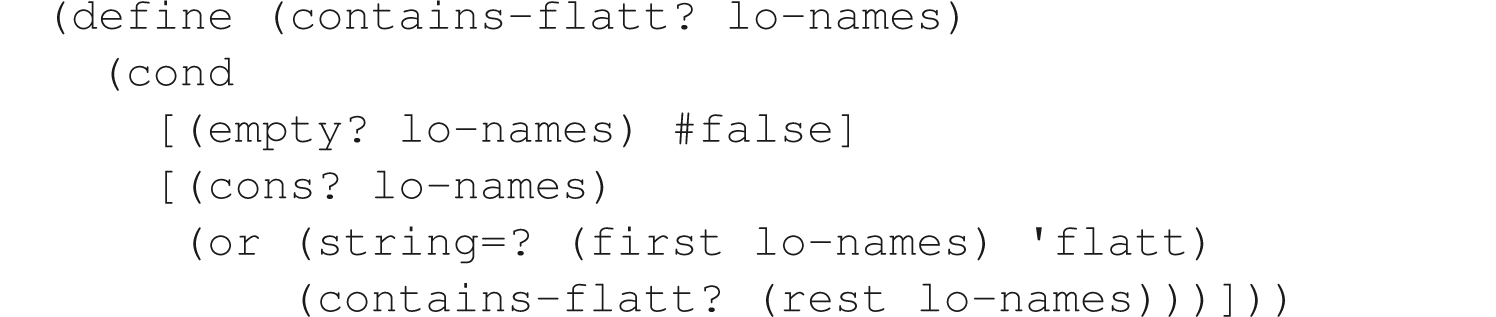 (define (contains-flatt? lo-names)
  (cond
    [(empty? lo-names) #false]
    [(cons? lo-names)
     (or (string=? (first lo-names) 'flatt)
         (contains-flatt? (rest lo-names)))]))